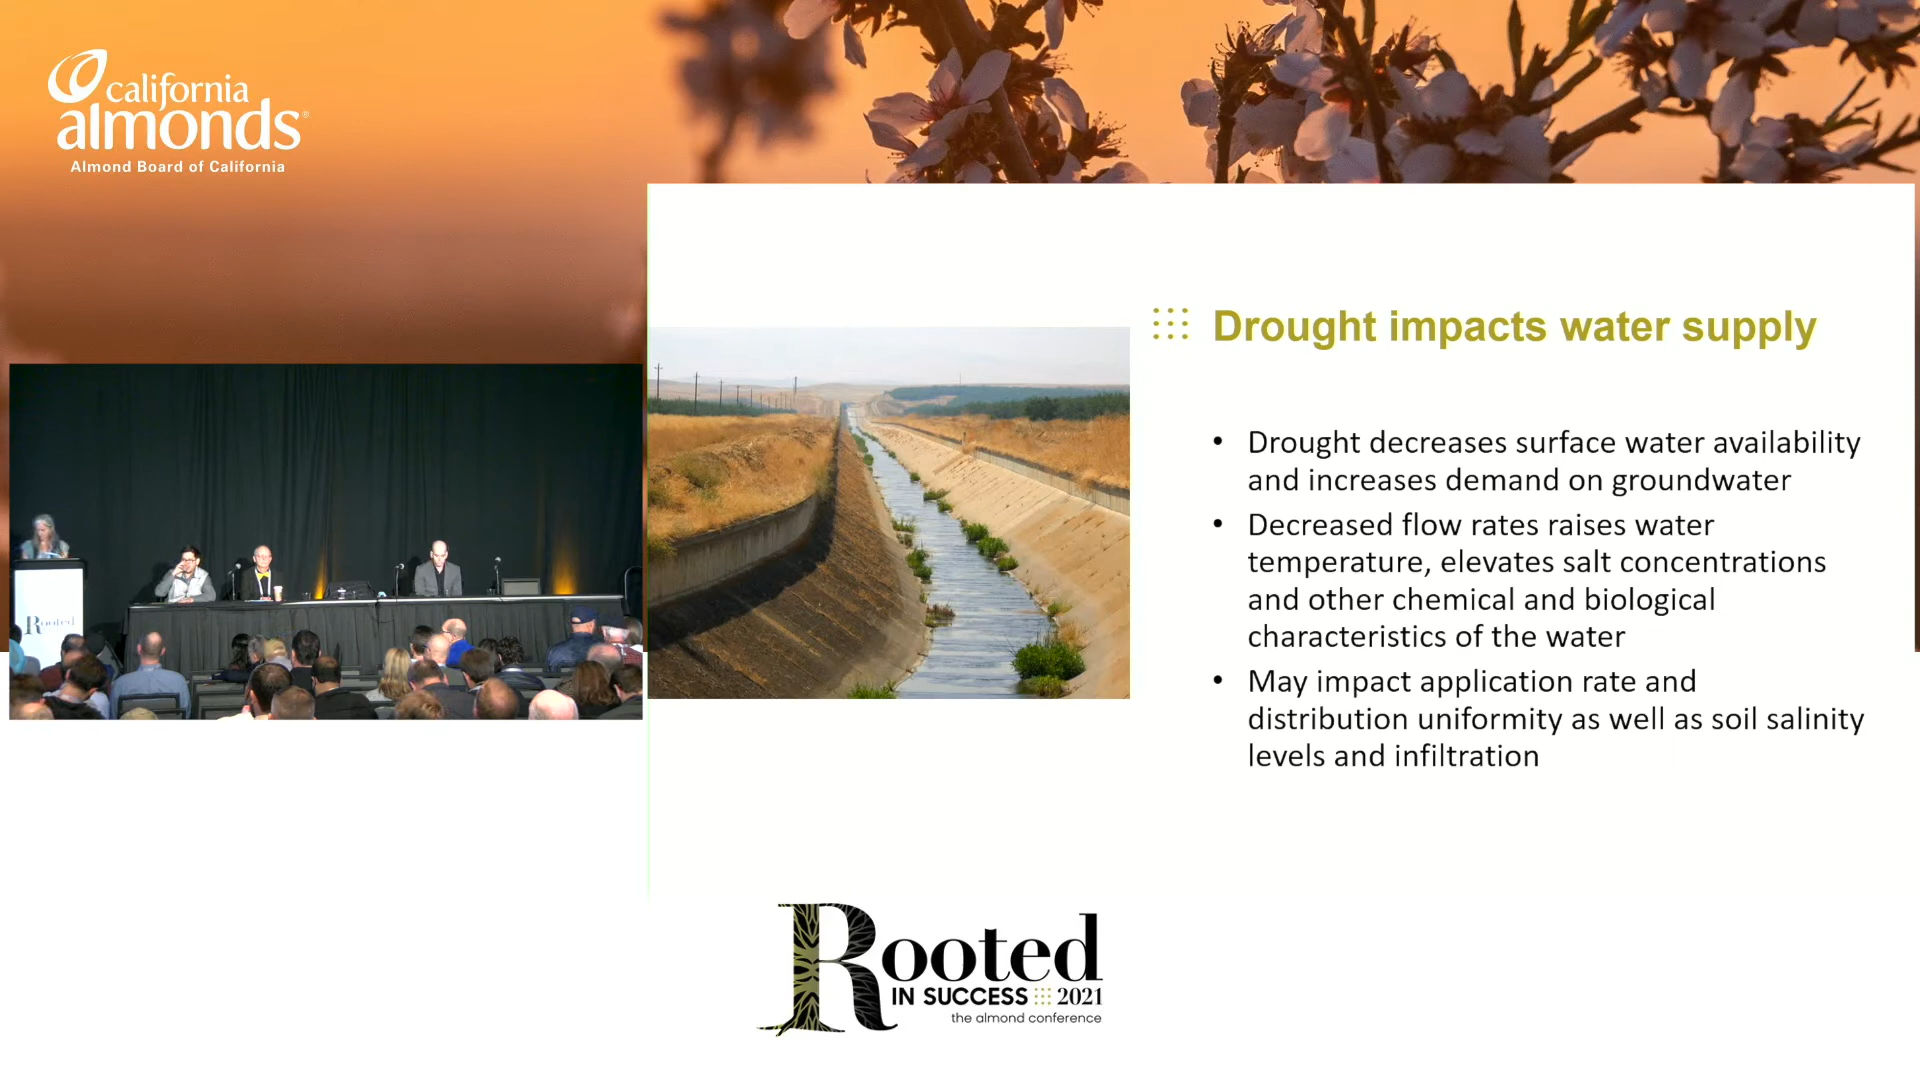 california
almonds®
Almond Board of California
Drought impacts water supply
• Drought decreases surface water availability
and increases demand on groundwater
• Decreased flow rates raises water
temperature, elevates salt concentrations
and other chemical and biological
characteristics of the water
• May impact application rate and
distribution uniformity as well as soil salinity
levels and infiltration
Rooted
Rooted
IN SUCCESS 2021
the almond conference